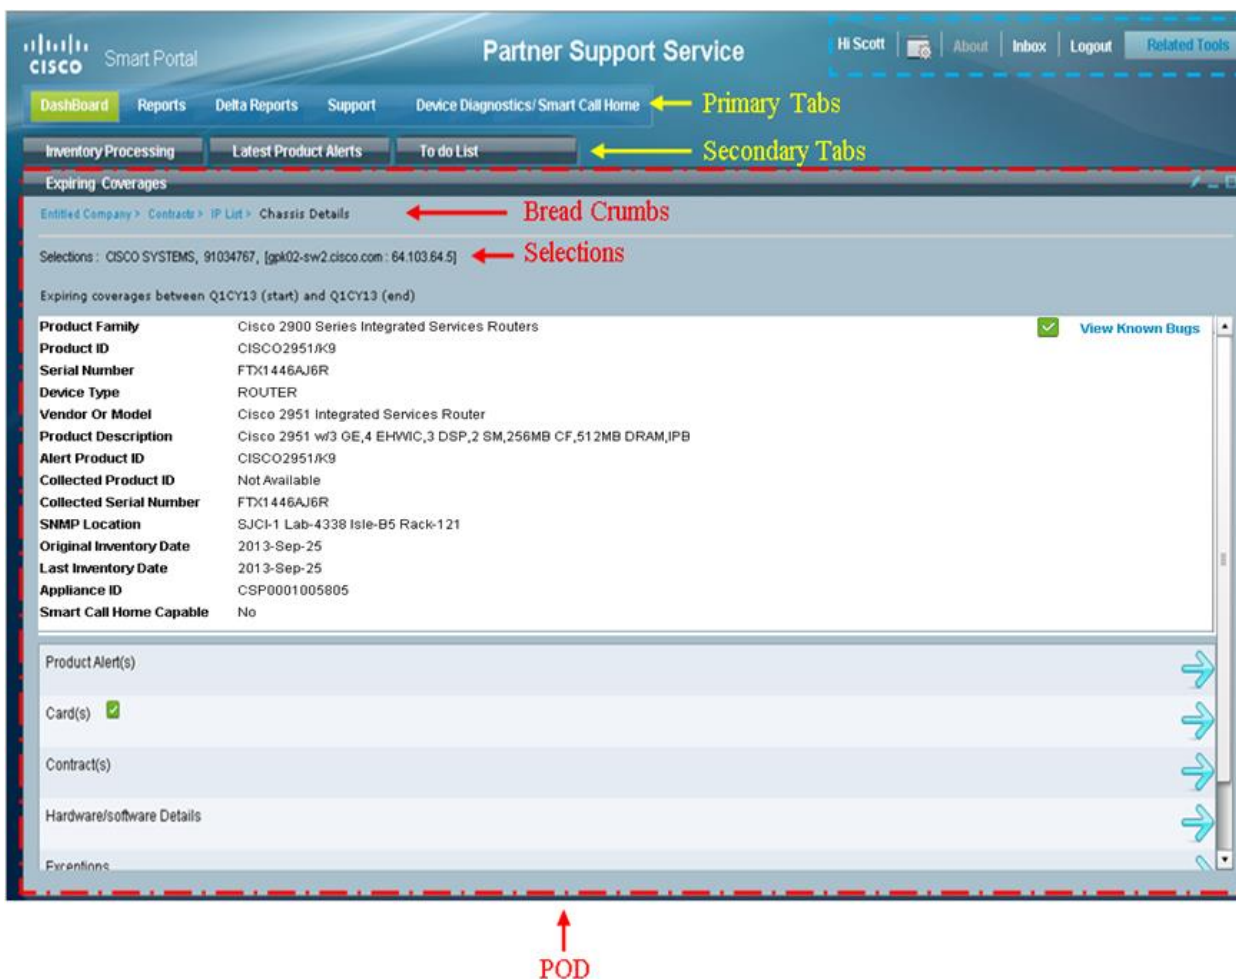 CISCO Smart Portal
Partner Support Service
Hi Scott About Inbox Logout Related Tools
DashBoard Reports Delta Reports Support Device Diagnostics/ Smart Call Home Primary Tabs
Inventory Processing Latest Product Alerts To do List Secondary Tabs
Expiring Coverages
Entitled Company > Contracts > IP List > Chassis Details Bread Crumbs
Selections : CISCO SYSTEMS, 91034767, [gpk02-sw2.cisco.com : 64.103.64.5] Selections
Expiring coverages between Q1CY13 (start) and Q1CY13 (end)
Product Family Cisco 2900 Series Integrated Services Routers View Known Bugs
Product ID CISCO2951/K9
Serial Number FTX1446AJ6R
Device Type ROUTER
Vendor Or Model Cisco 2951 Integrated Services Router
Product Description Cisco 2951 w/3 GE,4 EHWIC,3 DSP,2 SM,256MB CF,512MB DRAM,IPB
Alert Product ID CISCO2951/K9
Collected Product ID Not Available
Collected Serial Number FTX1446AJ6R
SNMP Location SJCI-1 Lab-4338 Isle-B5 Rack-121
Original Inventory Date 2013-Sep-25
Last Inventory Date 2013-Sep-25
Appliance ID CSP0001005805
Smart Call Home Capable No
Product Alert(s)
Card(s)
Contract(s)
Hardware/software Details
Exceptions
POD